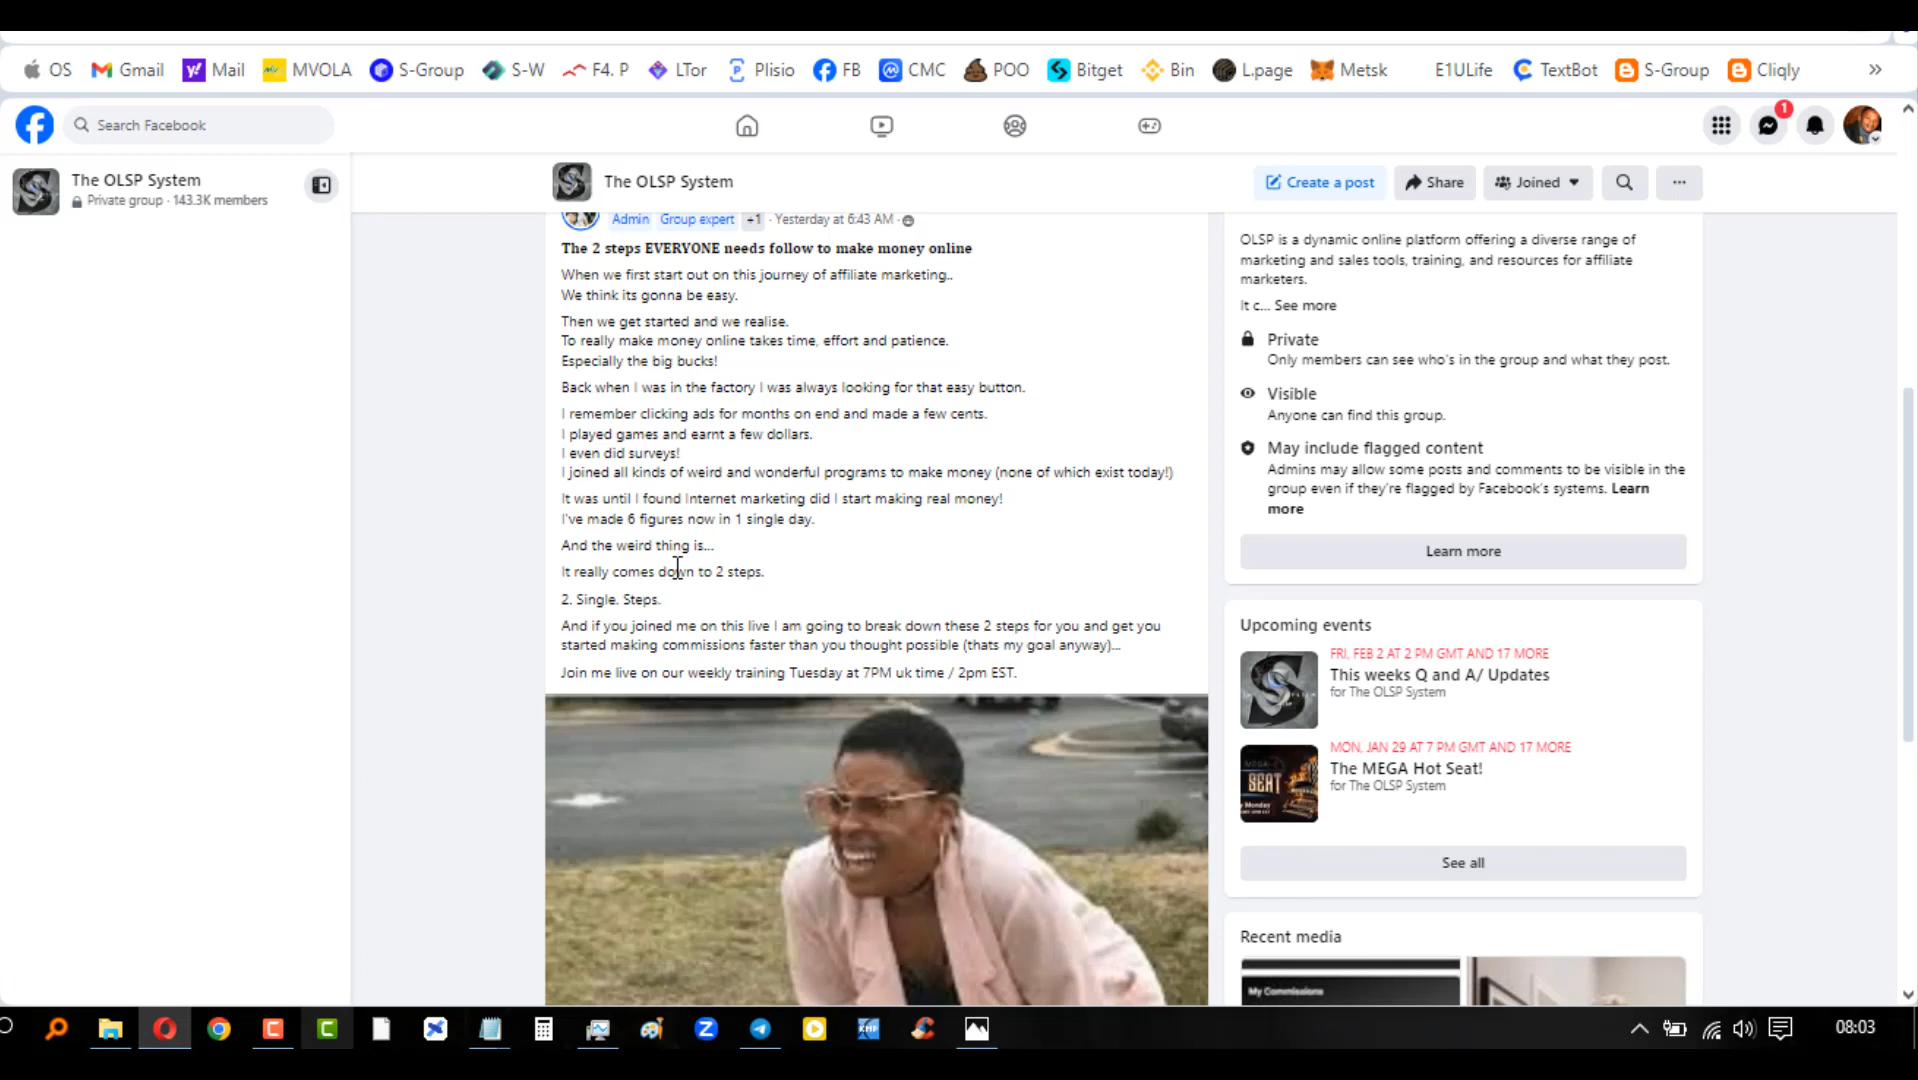 OS Gmail Mail MVOLA S-Group S-W F4. P LTor Plisio FB CMC POO Bitget Bin L.page Metsk E1ULife TextBot S-Group Cliqly »
Search Facebook
1
The OLSP System
Private group · 143.3K members
The OLSP System
Create a post Share Joined ...
Admin Group expert +1 · Yesterday at 6:43 AM ·
The 2 steps EVERYONE needs follow to make money online
When we first start out on this journey of affiliate marketing..
We think its gonna be easy.
Then we get started and we realise.
To really make money online takes time, effort and patience.
Especially the big bucks!
Back when I was in the factory I was always looking for that easy button.
I remember clicking ads for months on end and made a few cents.
I played games and earnt a few dollars.
I even did surveys!
I joined all kinds of weird and wonderful programs to make money (none of which exist today!)
It was until I found Internet marketing did I start making real money!
I've made 6 figures now in 1 single day.
And the weird thing is...
It really comes down to 2 steps.
2. Single. Steps.
And if you joined me on this live I am going to break down these 2 steps for you and get you
started making commissions faster than you thought possible (thats my goal anyway)...
Join me live on our weekly training Tuesday at 7PM uk time / 2pm EST.
OLSP is a dynamic online platform offering a diverse range of
marketing and sales tools, training, and resources for affiliate
marketers.
It c... See more
Private
Only members can see who's in the group and what they post.
Visible
Anyone can find this group.
May include flagged content
Admins may allow some posts and comments to be visible in the
group even if they're flagged by Facebook's systems. Learn
more
Learn more
Upcoming events
FRI, FEB 2 AT 2 PM GMT AND 17 MORE
This weeks Q and A/ Updates
for The OLSP System
MON, JAN 29 AT 7 PM GMT AND 17 MORE
The MEGA Hot Seat!
for The OLSP System
SEAT
Monday
See all
Recent media
My Commissions
KMP
08:03